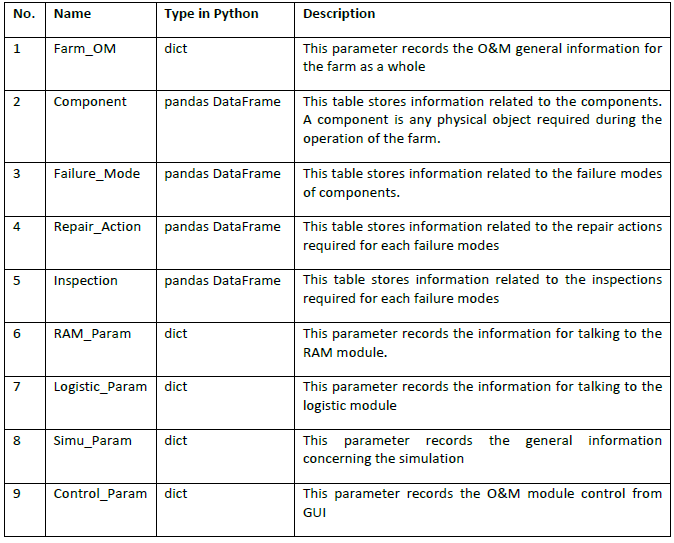 No. Name Type in Python Description
1 Farm_OM dict This parameter records the O&M general information for
the farm as a whole
2 Component pandas DataFrame This table stores information related to the components.
A component is any physical object required during the
operation of the farm.
3 Failure_Mode pandas DataFrame This table stores information related to the failure modes
of components.
4 Repair_Action pandas DataFrame This table stores information related to the repair actions
required for each failure modes
5 Inspection pandas DataFrame This table stores information related to the inspections
required for each failure modes
6 RAM_Param dict This parameter records the information for talking to the
RAM module.
7 Logistic_Param dict This parameter records the information for talking to the
logistic module
8 Simu_Param dict This parameter records the general information
concerning the simulation
9 Control_Param dict This parameter records the O&M module control from
GUI